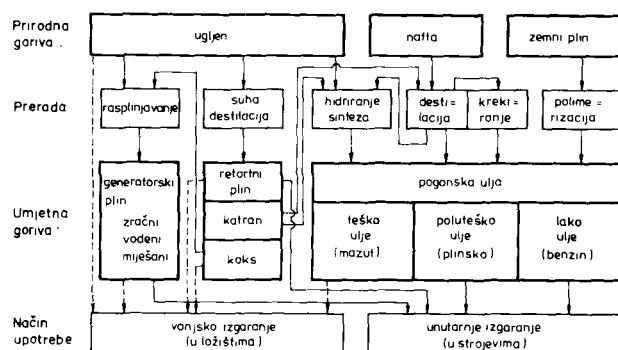 Prirodna
goriva :
ugljen
nafta
zemni plin
Prerada
rasplinjavanje
suha
destilacija
hidriranje
sinteza
desti=
lacija
kreki=
ranje
polime=
rizacija
Umjetna
goriva :
generatorski
plin
zračni
vodeni
miješani
retortni
plin
katran
koks
pogonska ulja
teško
ulje
(mazut)
poluteško
ulje
(plinsko)
lako
ulje
(benzin)
Način
upotrebe
vanjsko izgaranje
(u ložištima)
unutarnje izgaranje
(u strojevima)